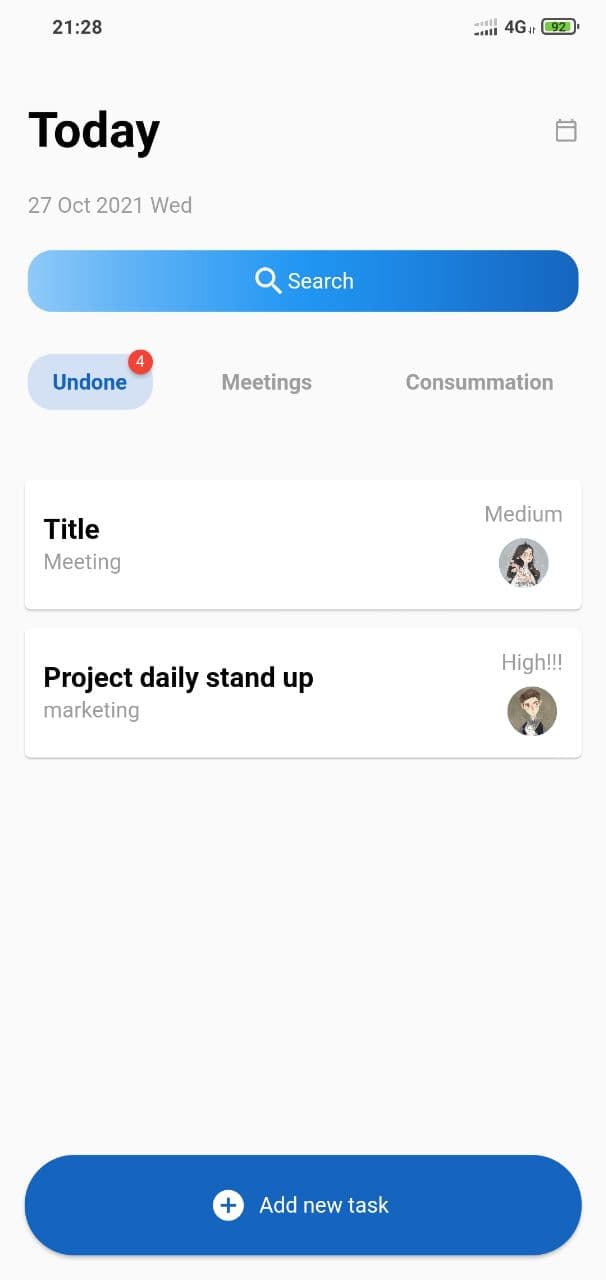 21:28
4G
92
Today
27 Oct 2021 Wed
Search
4
Undone
Meetings
Consummation
Medium
Title
Meeting
High!!!
Project daily stand up
marketing
Add new task